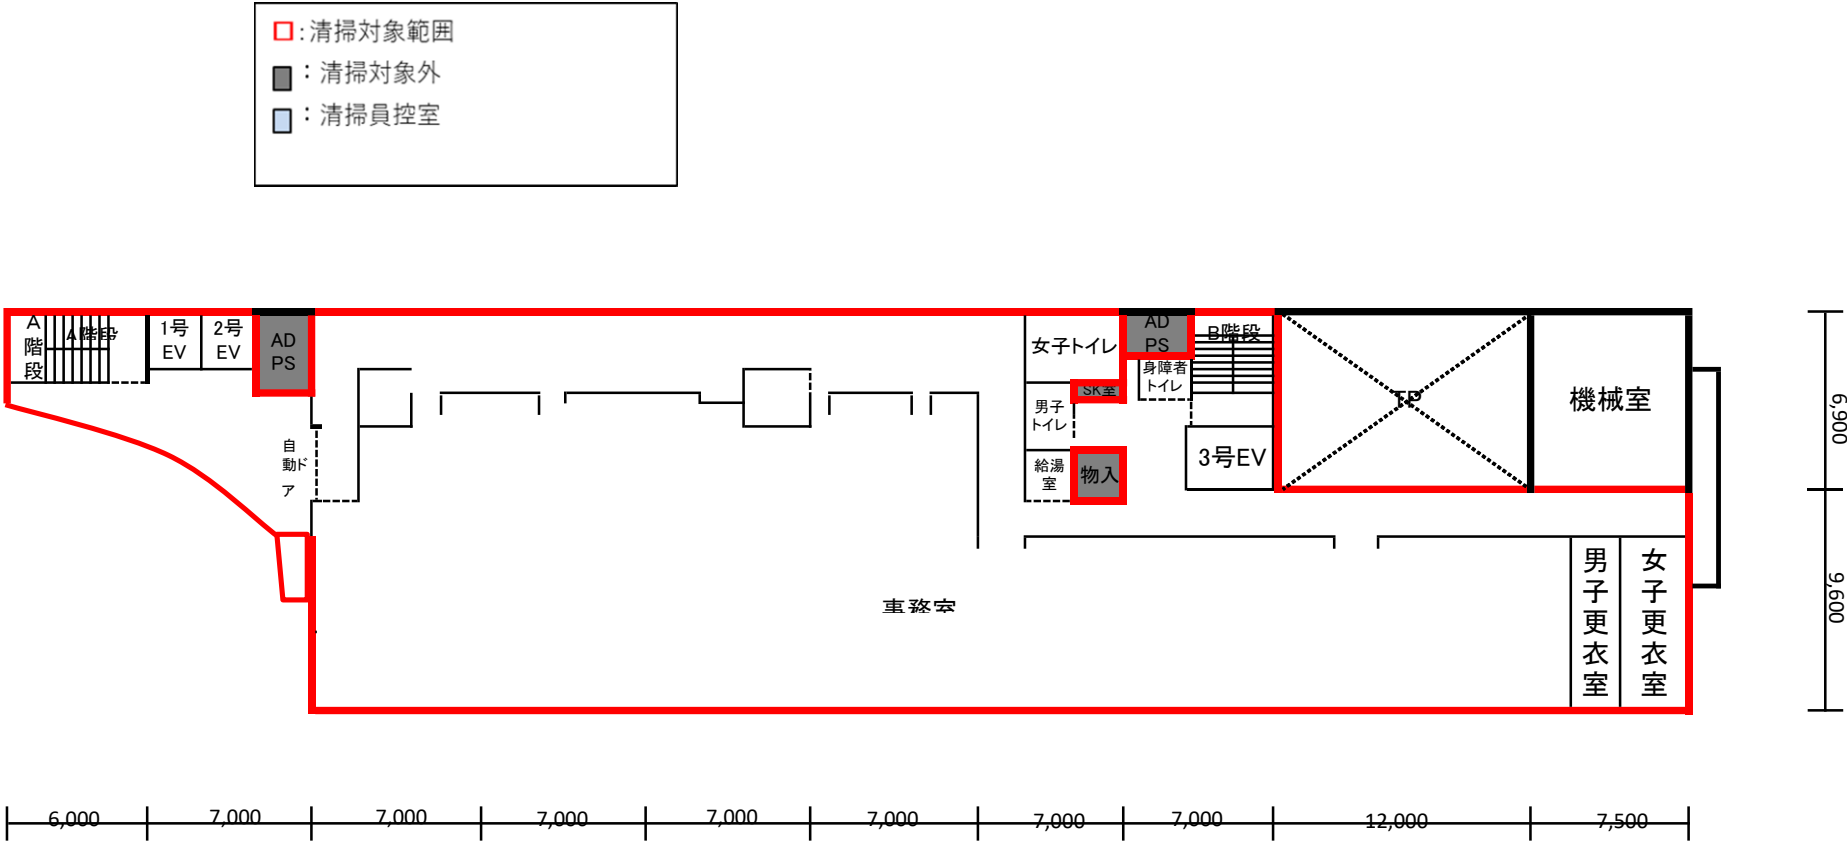 :清掃対象範囲
：清掃対象外
：清掃員控室
A階段
A階段
1号
EV
2号
EV
AD
PS
女子トイレ
AD
PS
B階段
身障者
トイレ
SK室
男子
トイレ
TP
機械室
自動ドア
給湯室
物入
3号EV
事務室
男子更衣室
女子更衣室
6,900
9,600
6,000
7,000
7,000
7,000
7,000
7,000
7,000
7,000
12,000
7,500